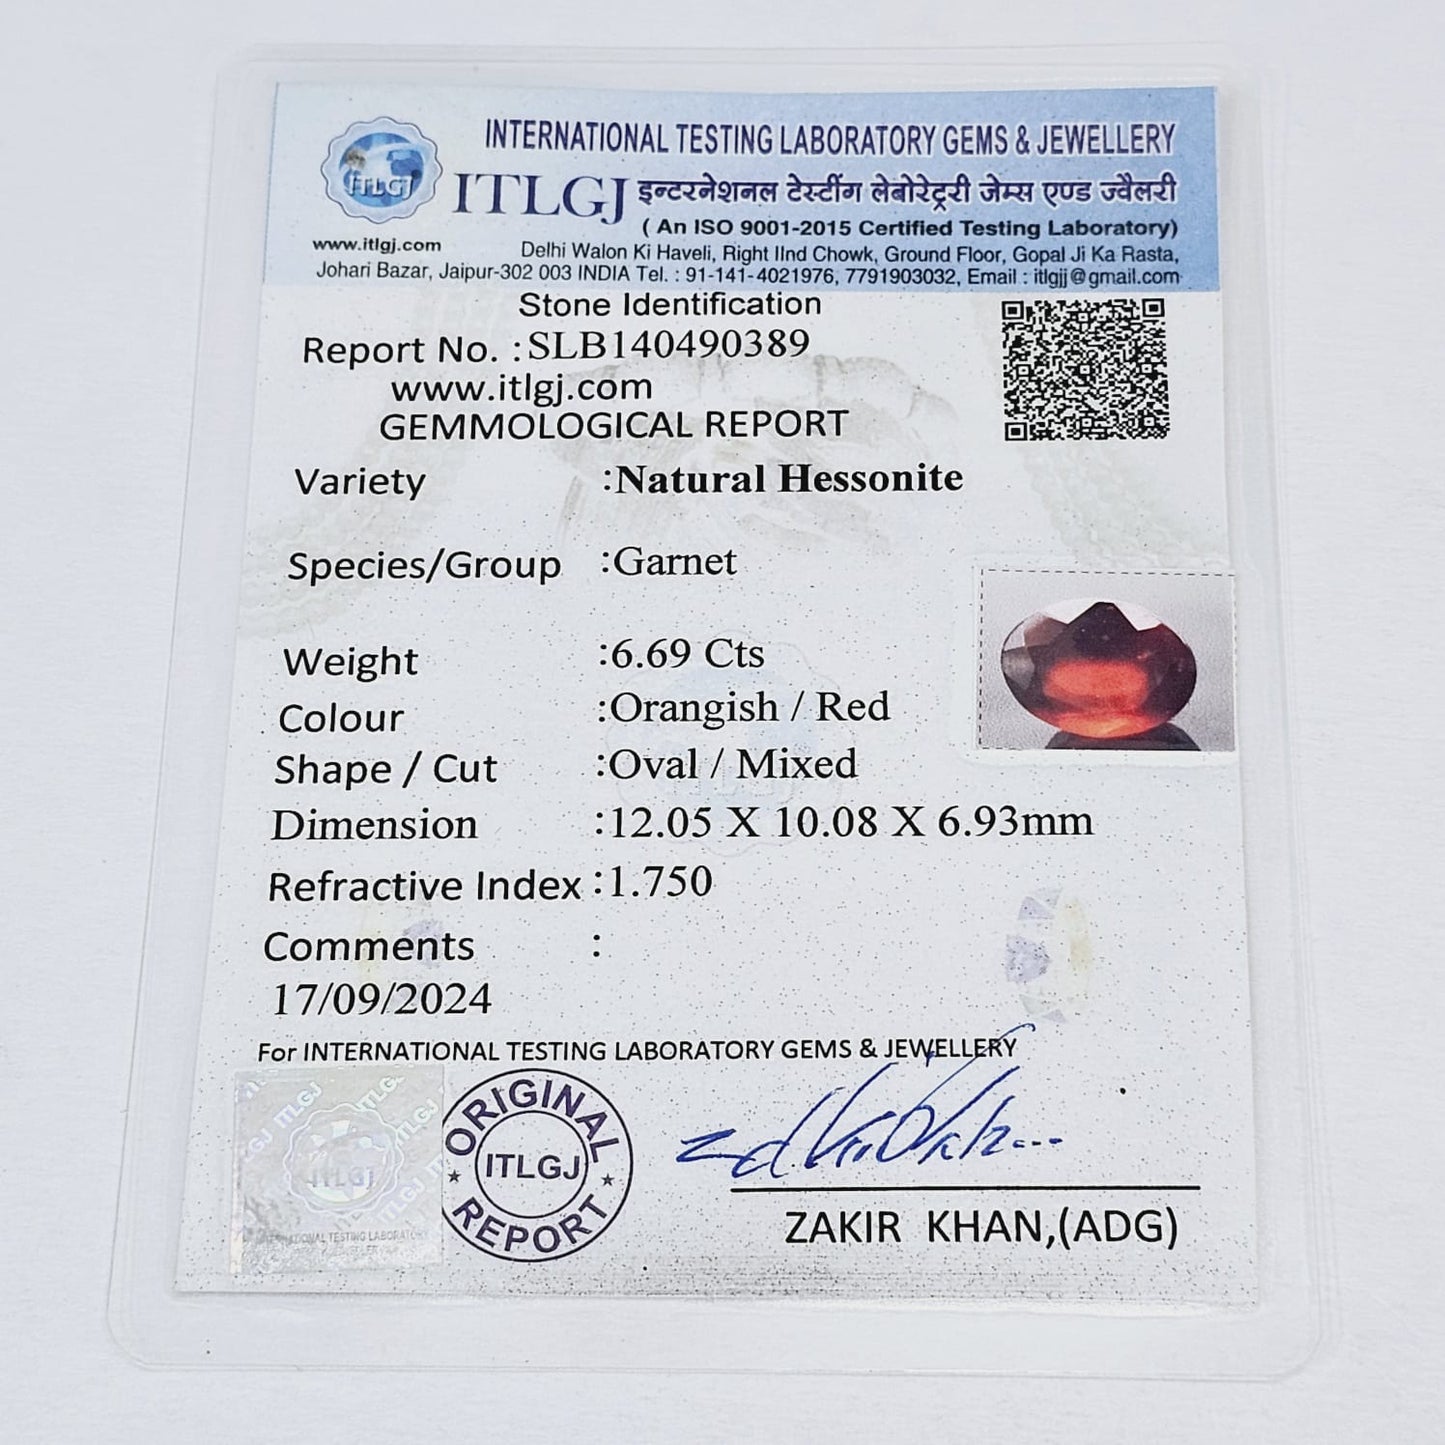 INTERNATIONAL TESTING LABORATORY GEMS & JEWELLERY
ITLGJ
ITLGJ इन्टरनेशनल टेस्टींग लेबोरेट्ररी जेम्स एण्ड ज्वैलरी
( An ISO 9001-2015 Certified Testing Laboratory)
www.itlgj.com
Delhi Walon Ki Haveli, Right IInd Chowk, Ground Floor, Gopal Ji Ka Rasta,
Johari Bazar, Jaipur-302 003 INDIA Tel. : 91-141-4021976, 7791903032, Email : itlgjj@gmail.com
Stone Identification
Report No. :SLB140490389
www.itlgj.com
GEMMOLOGICAL REPORT
Variety :Natural Hessonite
Species/Group :Garnet
Weight :6.69 Cts
Colour :Orangish / Red
Shape / Cut :Oval / Mixed
Dimension :12.05 X 10.08 X 6.93mm
Refractive Index :1.750
Comments :
17/09/2024
For INTERNATIONAL TESTING LABORATORY GEMS & JEWELLERY
ORIGINAL
ITLGJ
REPORT
ITLGJ
ZAKIR KHAN,(ADG)